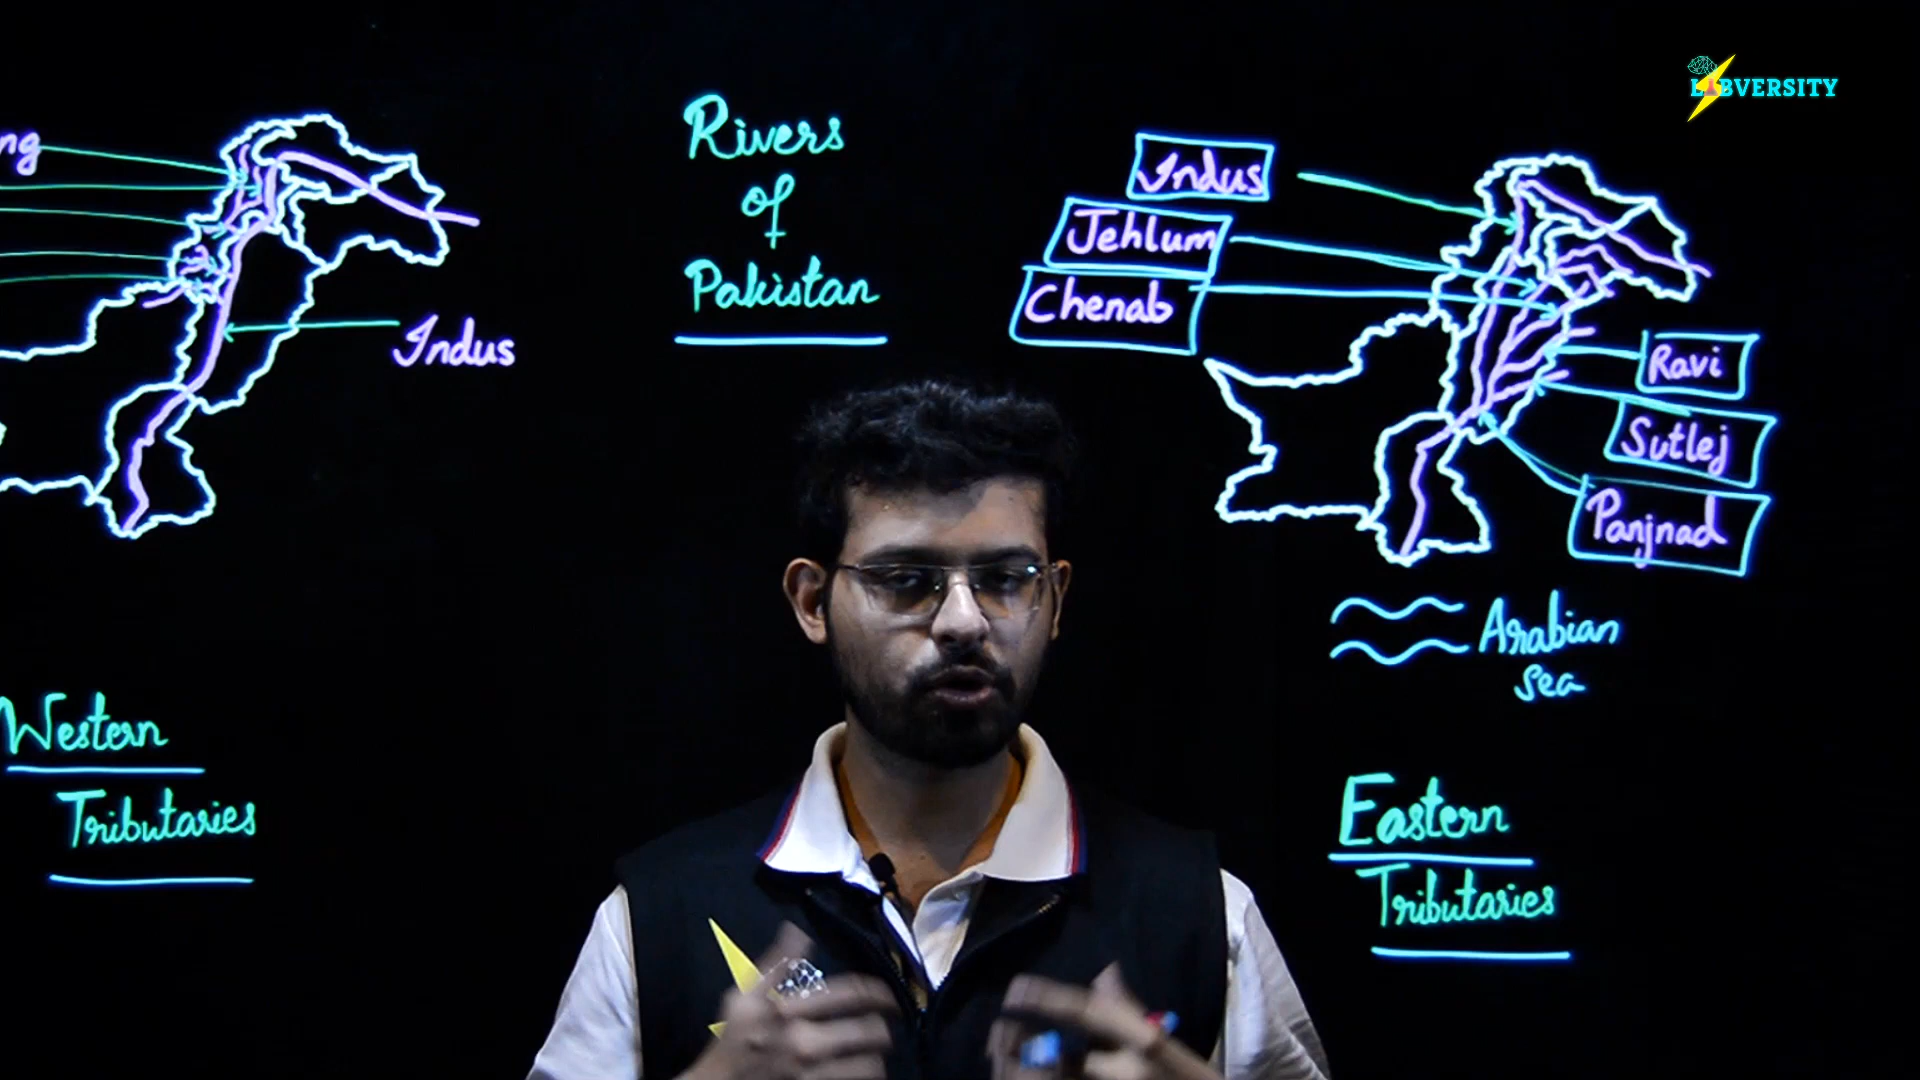 LABVERSITY
ng
Indus
Western
Tributaries
Rivers
of
Pakistan
Indus
Jehlum
Chenab
Ravi
Sutlej
Panjnad
Arabian
Sea
Eastern
Tributaries